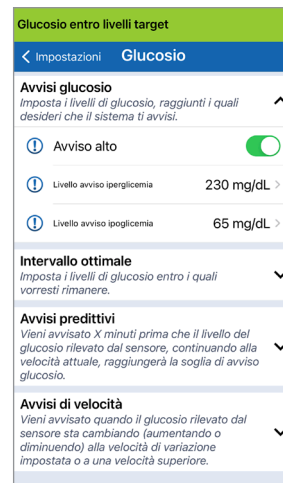 Glucoso entro livelli target
Impostazioni Glucosio
Avvisi glucosio
Imposta i livelli di glucosio, raggiunti i quali
desideri che il sistema ti avvisi.
Avviso alto
Livello avviso iperglicemia 230 mg/dL
Livello avviso ipoglicemia 65 mg/dL
Intervallo ottimale
Imposta i livelli di glucosio entro i quali
vorresti rimanere.
Avvisi predittivi
Vieni avvisato X minuti prima che il livello del
glucosio rilevato dal sensore, continuando alla
velocità attuale, raggiungerà la soglia di avviso
glucosio.
Avvisi di velocità
Vieni avvisato quando il glucosio rilevato dal
sensore sta cambiando (aumentando o
diminuendo) alla velocità di variazione
impostata o a una velocità superiore.